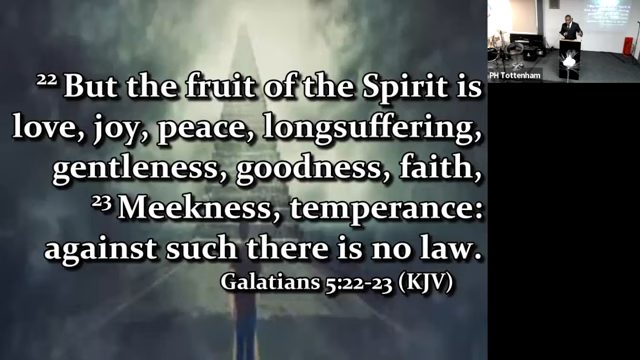 22 But the fruit of the Spirit is
love, joy, peace, longsuffering,
gentleness, goodness, faith,
23 Meekness, temperance:
against such there is no law.
Galatians 5:22-23 (KJV)
PH Tottenham